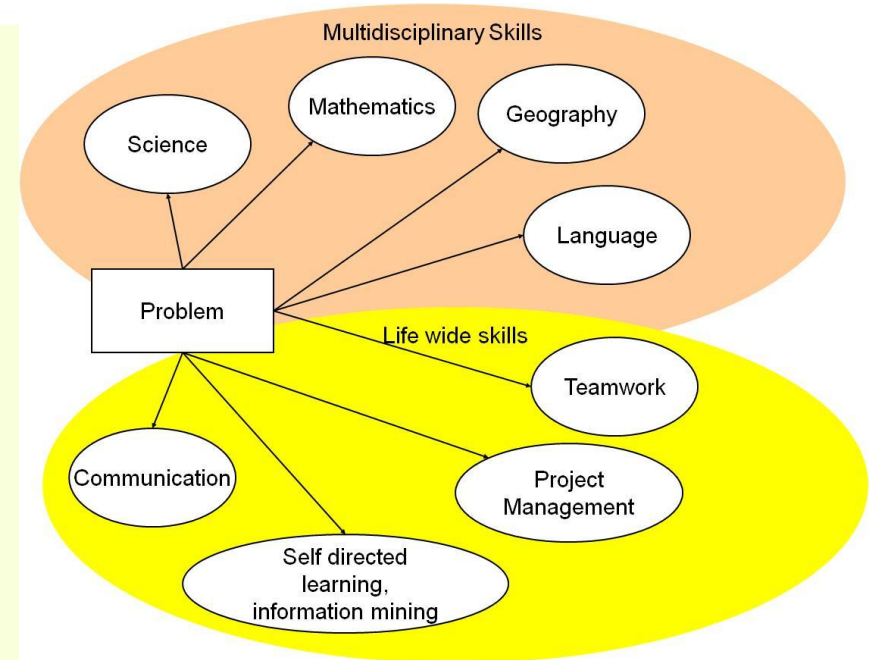 Multidisciplinary Skills
Mathematics
Geography
Science
Language
Problem
Life wide skills
Teamwork
Communication
Project
Management
Self directed
learning,
information mining